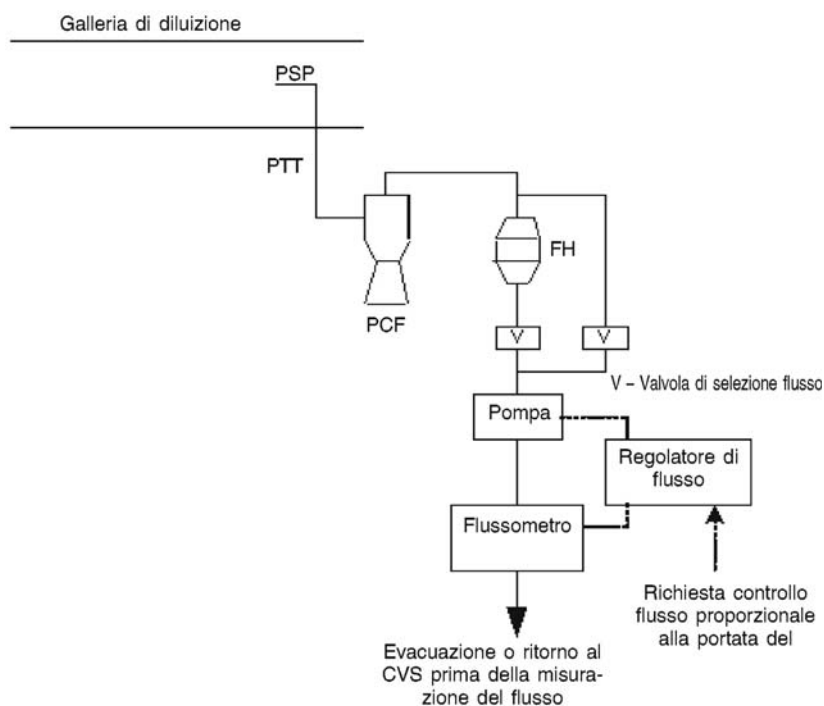 Galleria di diluizione
PSP
PTT
FH
PCF
V
V
V – Valvola di selezione flusso
Pompa
Regolatore di
flusso
Flussometro
Richiesta controllo
flusso proporzionale
alla portata del
Evacuazione o ritorno al
CVS prima della misura-
zione del flusso